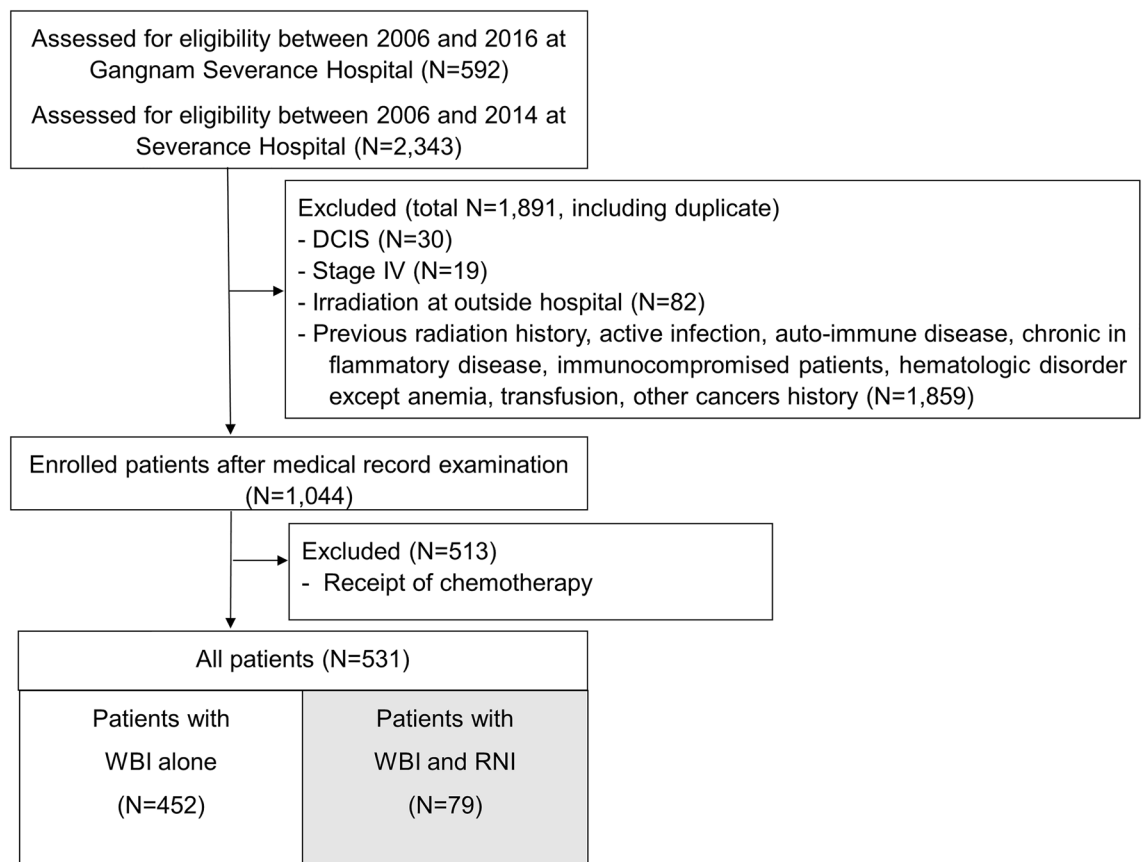 Assessed for eligibility between 2006 and 2016 at
Gangnam Severance Hospital (N=592)
Assessed for eligibility between 2006 and 2014 at
Severance Hospital (N=2,343)
Excluded (total N=1,891, including duplicate)
- DCIS (N=30)
- Stage IV (N=19)
- Irradiation at outside hospital (N=82)
- Previous radiation history, active infection, auto-immune disease, chronic in
flammatory disease, immunocompromised patients, hematologic disorder
except anemia, transfusion, other cancers history (N=1,859)
Enrolled patients after medical record examination
(N=1,044)
Excluded (N=513)
- Receipt of chemotherapy
All patients (N=531)
Patients with
WBI alone
(N=452)
Patients with
WBI and RNI
(N=79)